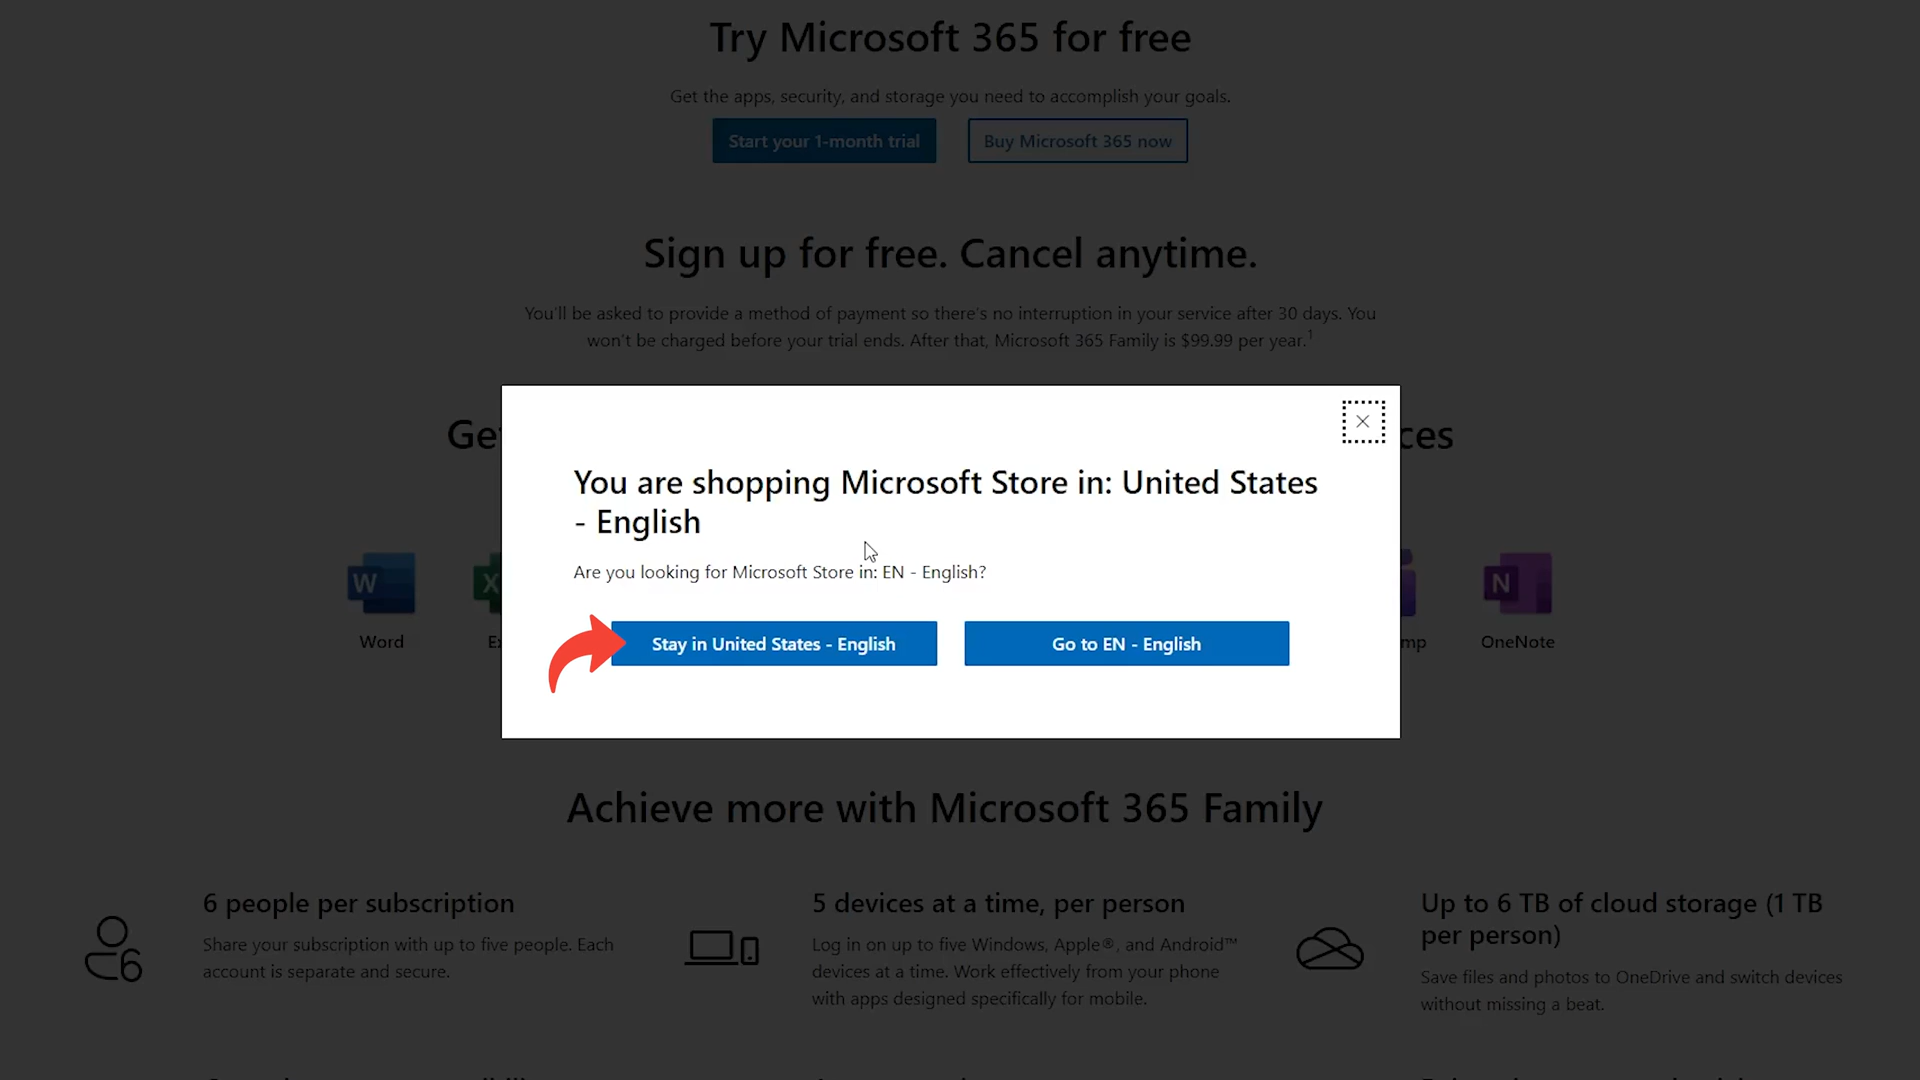 Try Microsoft 365 for free
Get the apps, security, and storage you need to accomplish your goals.
Start your 1-month trial
Buy Microsoft 365 now
Sign up for free. Cancel anytime.
You'll be asked to provide a method of payment so there's no interruption in your service after 30 days. You
won't be charged before your trial ends. After that, Microsoft 365 Family is $99.99 per year.1
You are shopping Microsoft Store in: United States
- English
Are you looking for Microsoft Store in: EN - English?
Stay in United States - English
Go to EN - English
W
X
N
Word
OneNote
Achieve more with Microsoft 365 Family
6 people per subscription
Share your subscription with up to five people. Each
account is separate and secure.
5 devices at a time, per person
Log in on up to five Windows, Apple®, and Android™
devices at a time. Work effectively from your phone
with apps designed specifically for mobile.
Up to 6 TB of cloud storage (1 TB
per person)
Save files and photos to OneDrive and switch devices
without missing a beat.